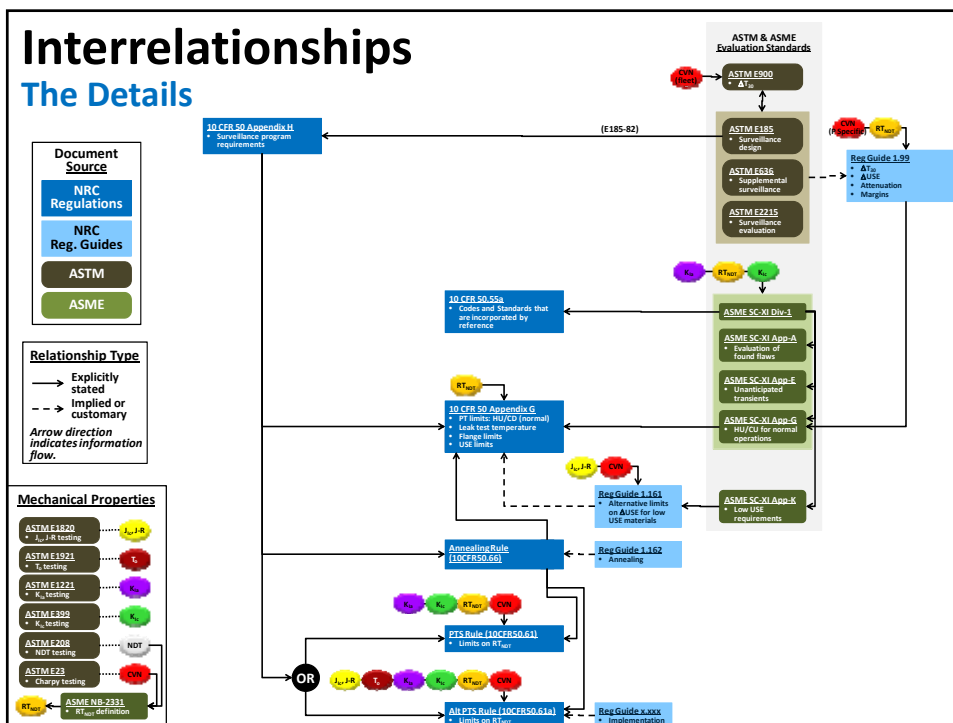 Interrelationships
The Details
ASTM & ASME
Evaluation Standards
CVN
(fleet)
ASTM E900
• ΔT30
10 CFR 50 Appendix H
• Surveillance program
requirements
(E185-82)
ASTM E185
• Surveillance
design
ASTM E636
• Supplemental
surveillance
ASTM E2215
• Surveillance
evaluation
CVN
(P. Specific)
RTNDT
Reg Guide 1.99
• ΔT30
• ΔUSE
• Attenuation
• Margins
Document
Source
NRC
Regulations
NRC
Reg. Guides
ASTM
ASME
Relationship Type
Explicitly
stated
Implied or
customary
Arrow direction
indicates information
flow.
KIa
RTNDT
KIc
10 CFR 50.55a
• Codes and Standards that
are incorporated by
reference
ASME SC-XI Div-1
ASME SC-XI App-A
• Evaluation of
found flaws
ASME SC-XI App-E
• Unanticipated
transients
ASME SC-XI App-G
• HU/CU for normal
operations
RTNDT
10 CFR 50 Appendix G
• PT limits: HU/CD (normal)
• Leak test temperature
• Flange limits
• USE limits
JIc, J-R
CVN
Reg Guide 1.161
• Alternative limits
on ΔUSE for low
USE materials
ASME SC-XI App-K
• Low USE
requirements
Annealing Rule
(10CFR50.66)
Reg Guide 1.162
• Annealing
KIa
KIc
RTNDT
CVN
PTS Rule (10CFR50.61)
• Limits on RTNDT
OR
JIc, J-R
To
KIa
KIc
RTNDT
CVN
Alt PTS Rule (10CFR50.61a)
• Limits on RTNDT
Reg Guide x.xxx
• Implementation
Mechanical Properties
ASTM E1820
• JIc, J-R testing
JIc, J-R
ASTM E1921
• To testing
To
ASTM E1221
• KIa testing
KIa
ASTM E399
• KIc testing
KIc
ASTM E208
• NDT testing
NDT
ASTM E23
• Charpy testing
CVN
RTNDT
ASME NB-2331
• RTNDT definition